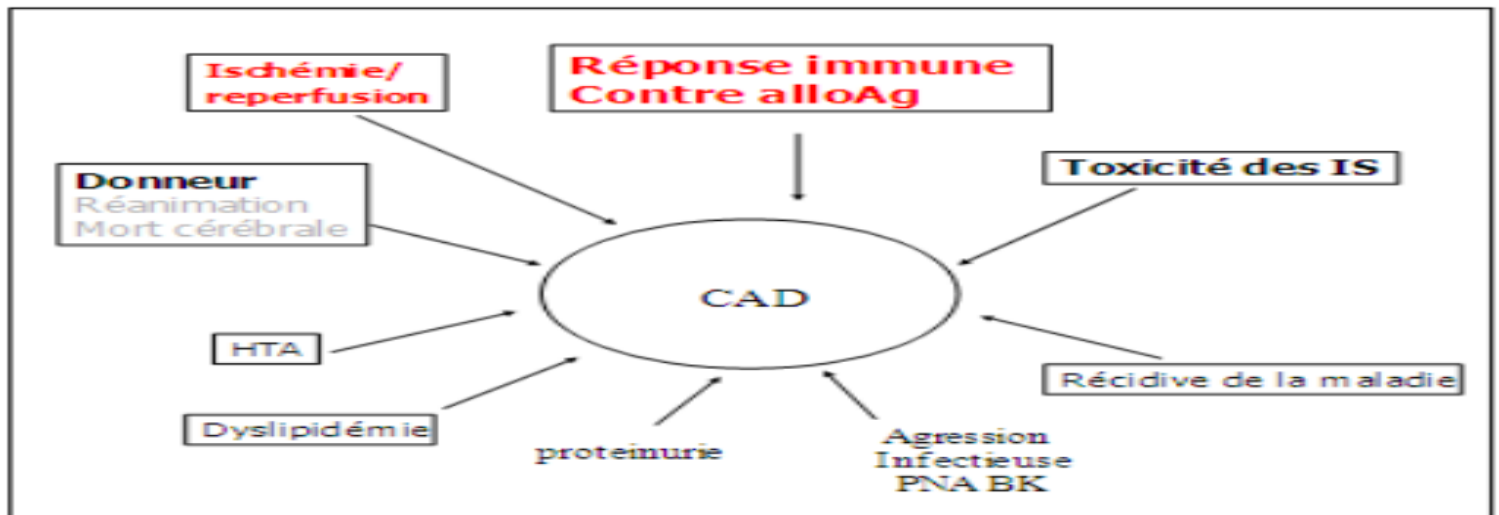 Ischémie/
reperfusion
Réponse immune
Contre alloAg
Toxicité des IS
Donneur
Réanimation
Mort cérébrale
CAD
HTA
Récidive de la maladie
Dyslipidémie
proteinurie
Agression
Infectieuse
PNA BK